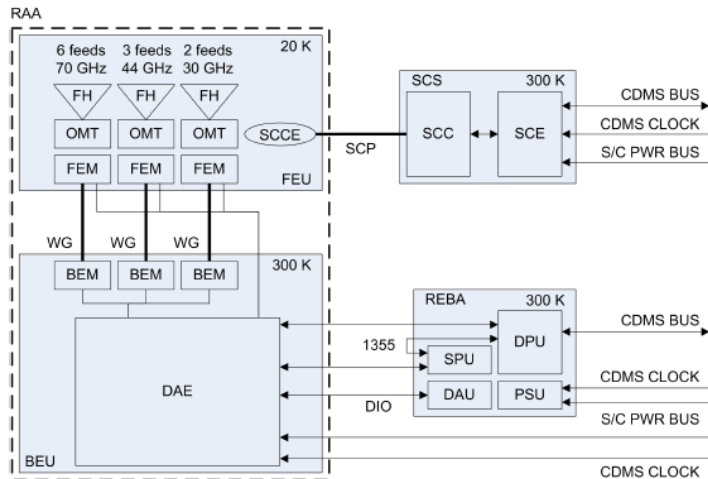 RAA
6 feeds 3 feeds 2 feeds 20 K
70 GHz 44 GHz 30 GHz
FH FH FH
OMT OMT OMT
SCCE
FEM FEM FEM
FEU
SCP
SCS 300 K
SCC SCE
CDMS BUS
CDMS CLOCK
S/C PWR BUS
WG WG WG
300 K
BEM BEM BEM
DAE
BEU
1355
DIO
REBA 300 K
DPU
SPU
DAU PSU
CDMS BUS
CDMS CLOCK
S/C PWR BUS
CDMS CLOCK